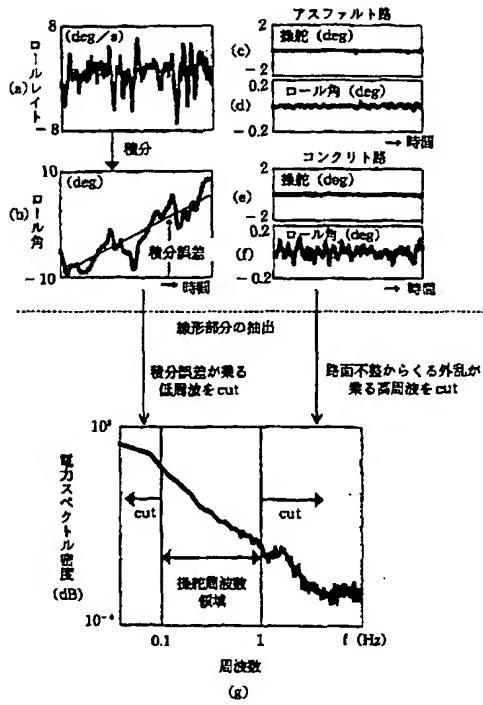 アスファルト路
8
(deg/s)
(a)
ロールレイト
8
積分
2
操舵 (deg)
(c)
-2
0.2
ロール角 (deg)
(d)
-0.2
→ 時間
10
(deg)
(b)
ロール角
積分誤差
-10
→ 時間
コンクリト路
2
操舵 (deg)
(e)
-2
0.2
ロール角 (deg)
(f)
-0.2
→ 時間
線形部分の抽出
積分誤差が乗る
低周波をcut
路面不整からくる外乱が
乗る高周波をcut
電力スペクトル密度
(dB)
cut
cut
操舵周波数
領域
10⁻⁴
0.1
1
f (Hz)
周波数
(g)